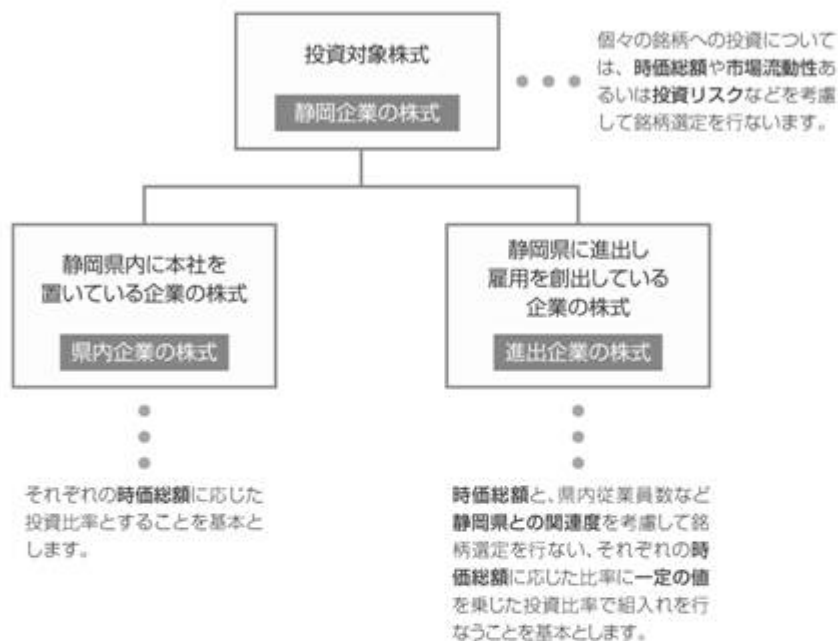 投資対象株式
静岡企業の株式
個々の銘柄への投資について
は、時価総額や市場流動性あ
るいは投資リスクなどを考慮
して銘柄選定を行ないます。
静岡県内に本社を
置いている企業の株式
県内企業の株式
静岡県に進出し
雇用を創出している
企業の株式
進出企業の株式
それぞれの時価総額に応じた
投資比率とすることを基本と
します。
時価総額と、県内従業員数など
静岡県との関連度を考慮して銘
柄選定を行ない、それぞれの時
価総額に応じた比率に一定の値
を乗じた投資比率で組入れを行
なうことを基本とします。